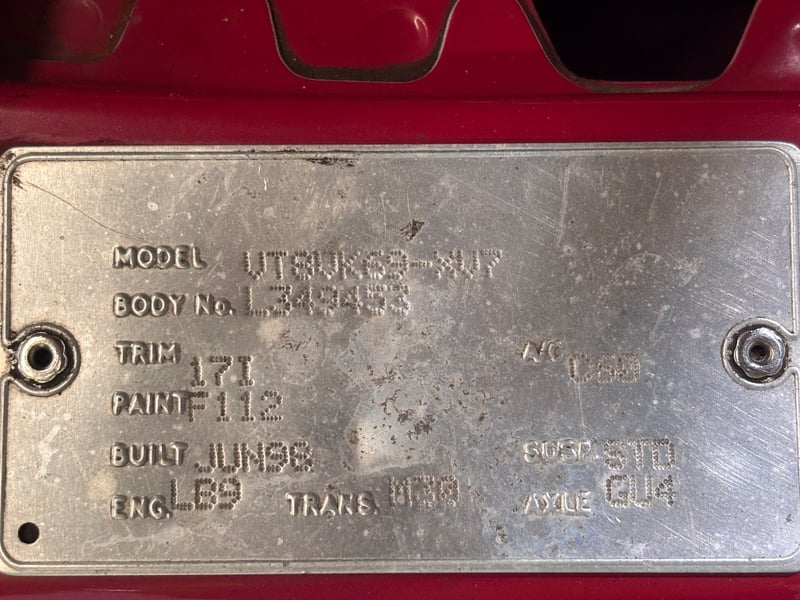 MODEL VT8VK69-XV7
BODY No. L349453
TRIM 17I A/C C60
PAINT F112
BUILT JUN98 SUSP. STD
ENG. LB9 TRANS. M30 AXLE GU4